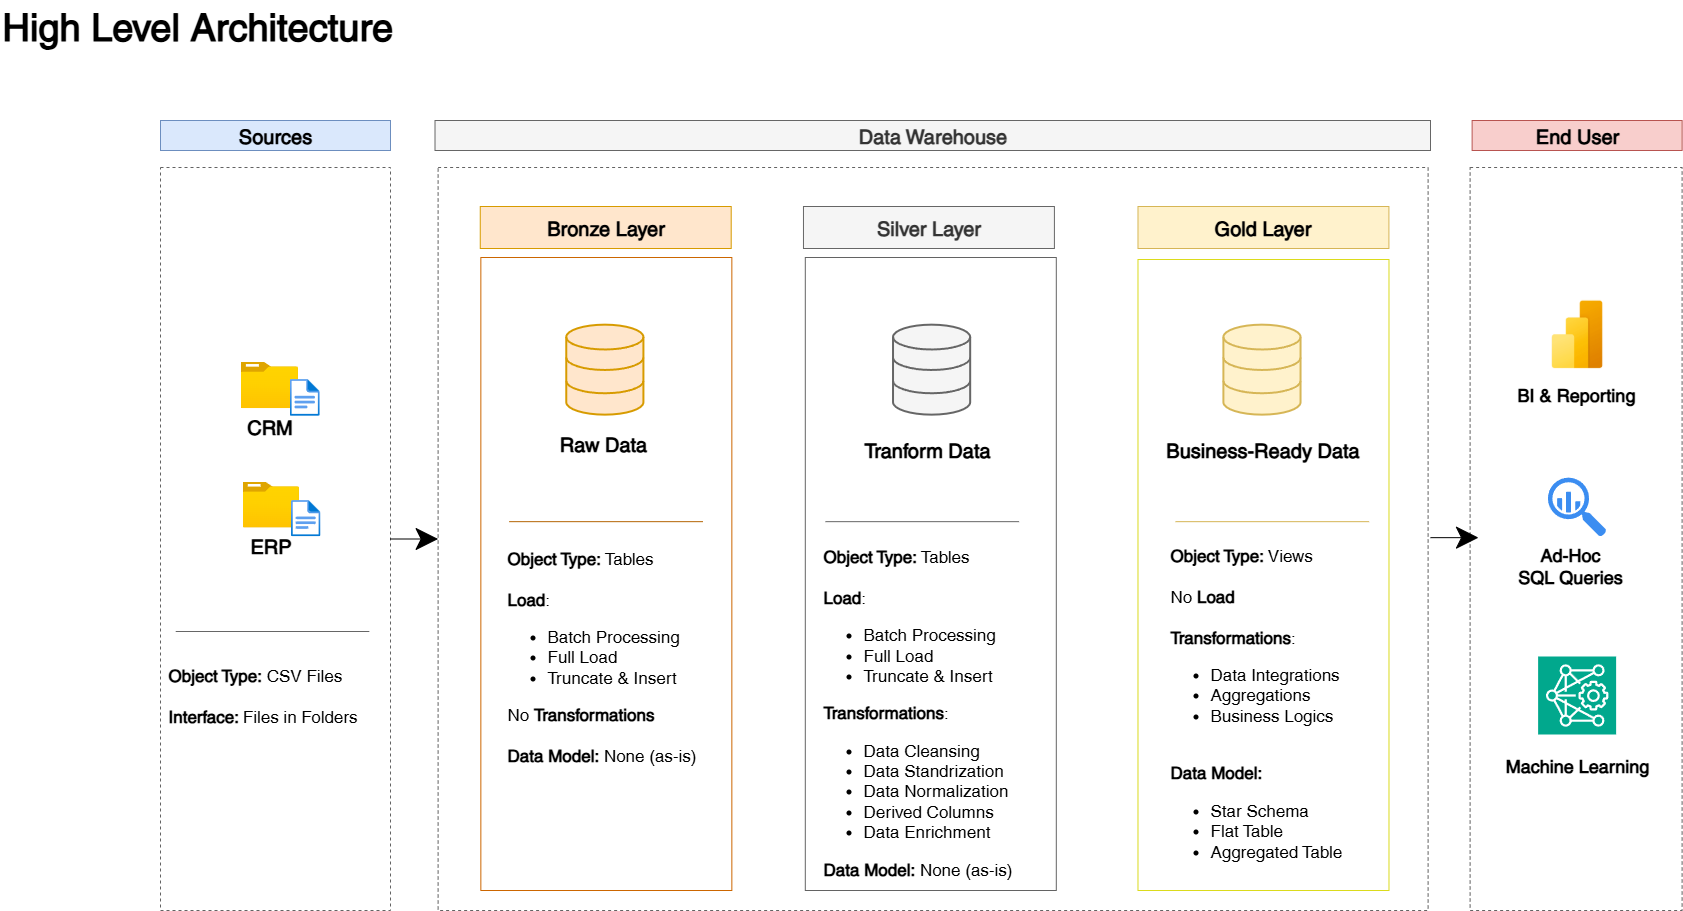 High Level Architecture
Sources
CRM
ERP
Object Type: CSV Files
Interface: Files in Folders
Data Warehouse
Bronze Layer
Raw Data
Object Type: Tables
Load:
• Batch Processing
• Full Load
• Truncate & Insert
No Transformations
Data Model: None (as-is)
Silver Layer
Tranform Data
Object Type: Tables
Load:
• Batch Processing
• Full Load
• Truncate & Insert
Transformations:
• Data Cleansing
• Data Standrization
• Data Normalization
• Derived Columns
• Data Enrichment
Data Model: None (as-is)
Gold Layer
Business-Ready Data
Object Type: Views
No Load
Transformations:
• Data Integrations
• Aggregations
• Business Logics
Data Model:
• Star Schema
• Flat Table
• Aggregated Table
End User
BI & Reporting
Ad-Hoc
SQL Queries
Machine Learning